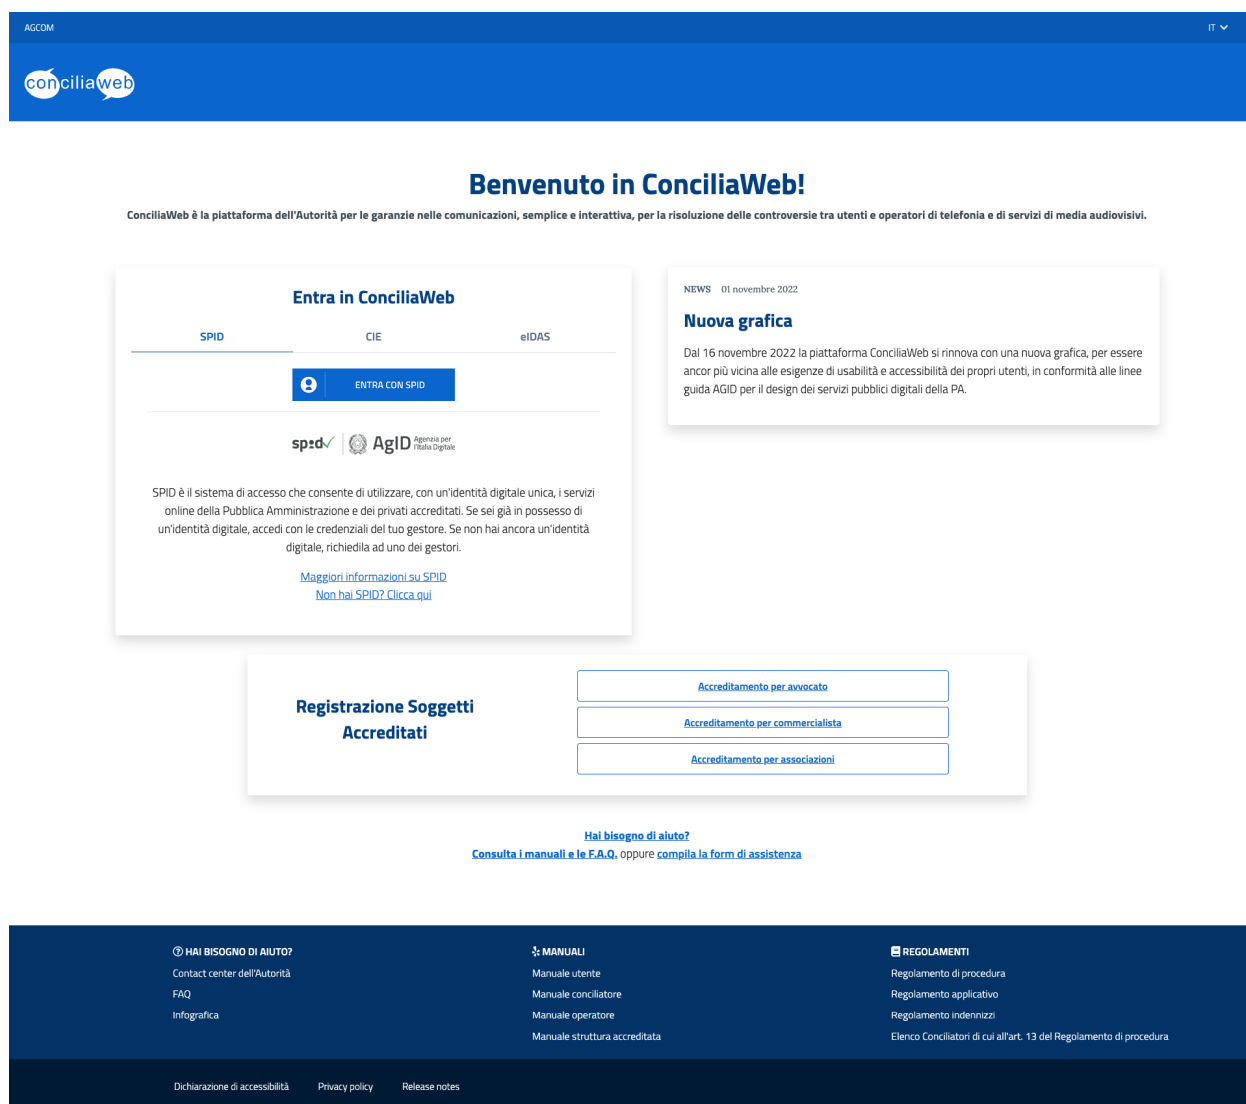 AGCOM
IT
conciliaweb
Benvenuto in ConciliaWeb!
ConciliaWeb è la piattaforma dell'Autorità per le garanzie nelle comunicazioni, semplice e interattiva, per la risoluzione delle controversie tra utenti e operatori di telefonia e di servizi di media audiovisivi.
Entra in ConciliaWeb
SPID CIE eIDAS
ENTRA CON SPID
sp:d AgID Agenzia per
l'Italia Digitale
SPID è il sistema di accesso che consente di utilizzare, con un'identità digitale unica, i servizi
online della Pubblica Amministrazione e dei privati accreditati. Se sei già in possesso di
un'identità digitale, accedi con le credenziali del tuo gestore. Se non hai ancora un'identità
digitale, richiedila ad uno dei gestori.
Maggiori informazioni su SPID
Non hai SPID? Clicca qui
NEWS 01 novembre 2022
Nuova grafica
Dal 16 novembre 2022 la piattaforma ConciliaWeb si rinnova con una nuova grafica, per essere
ancor più vicina alle esigenze di usabilità e accessibilità dei propri utenti, in conformità alle linee
guida AGID per il design dei servizi pubblici digitali della PA.
Registrazione Soggetti
Accreditati
Accreditamento per avvocato
Accreditamento per commercialista
Accreditamento per associazioni
Hai bisogno di aiuto?
Consulta i manuali e le F.A.Q. oppure compila la form di assistenza
HAI BISOGNO DI AIUTO?
Contact center dell'Autorità
FAQ
Infografica
MANUALI
Manuale utente
Manuale conciliatore
Manuale operatore
Manuale struttura accreditata
REGOLAMENTI
Regolamento di procedura
Regolamento applicativo
Regolamento indennizzi
Elenco Conciliatori di cui all'art. 13 del Regolamento di procedura
Dichiarazione di accessibilità Privacy policy Release notes